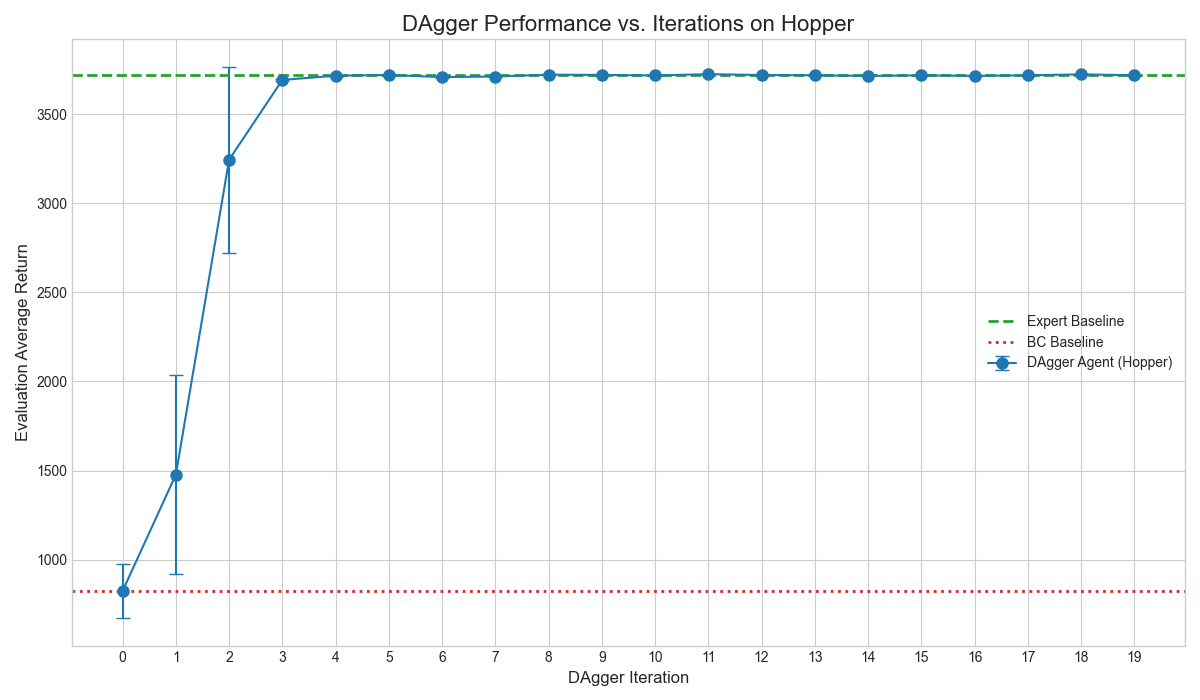 DAgger Performance vs. Iterations on Hopper
Evaluation Average Return
3500
3000
2500
2000
1500
1000
Expert Baseline
BC Baseline
DAgger Agent (Hopper)
0 1 2 3 4 5 6 7 8 9 10 11 12 13 14 15 16 17 18 19
DAgger Iteration